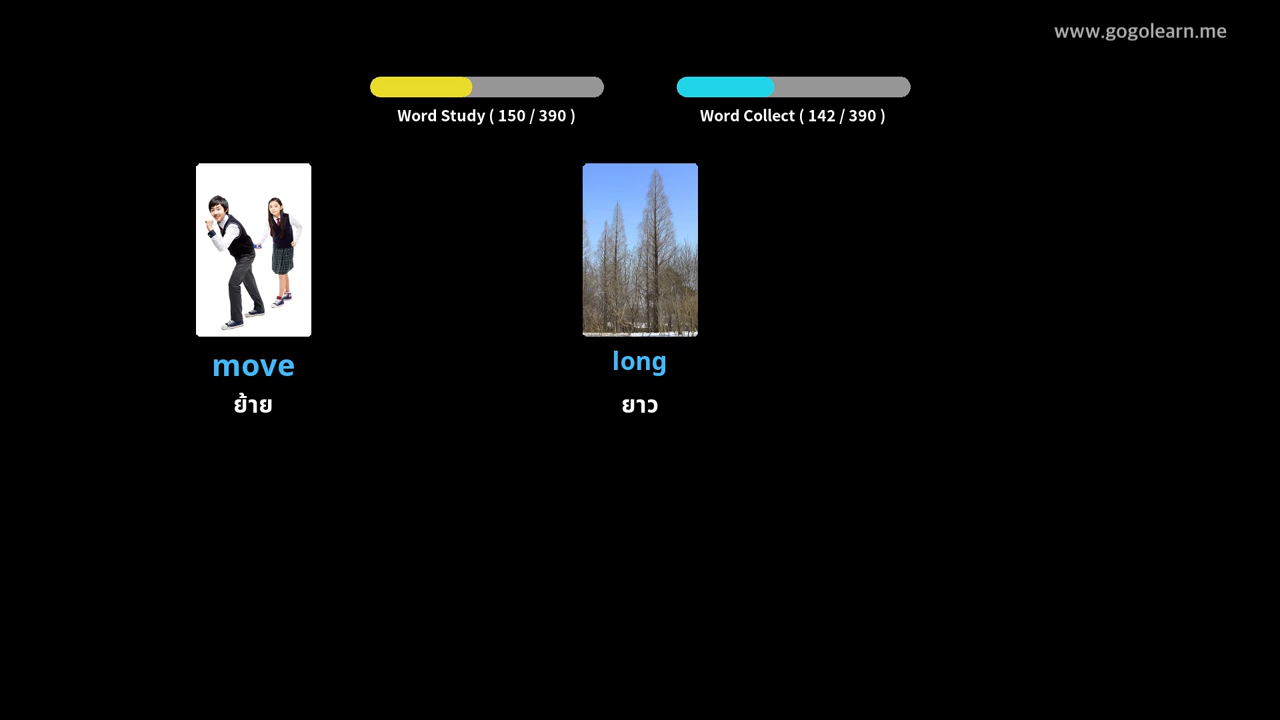 www.gogolearn.me
Word Study ( 150 / 390 )
Word Collect ( 142 / 390 )
move
ย้าย
long
ยาว